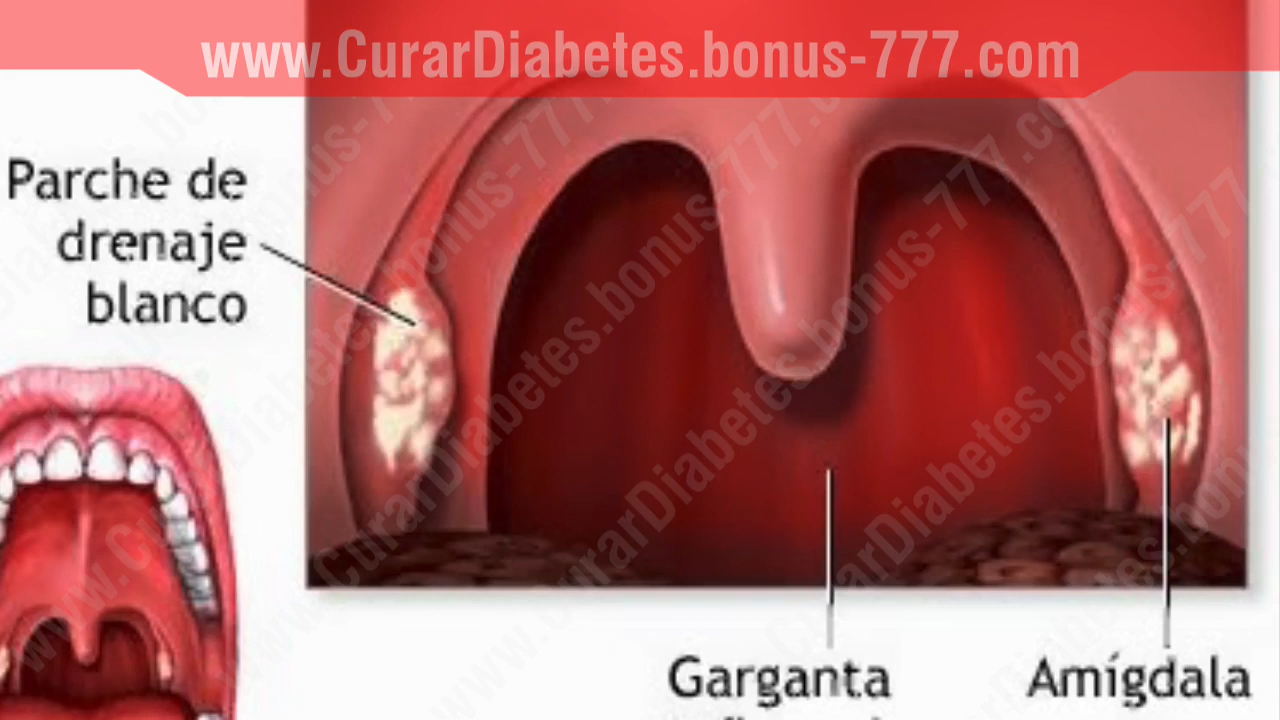 www.CurarDiabetes.bonus-777.com
Parche de
drenaje
blanco
Garganta
Amígdala